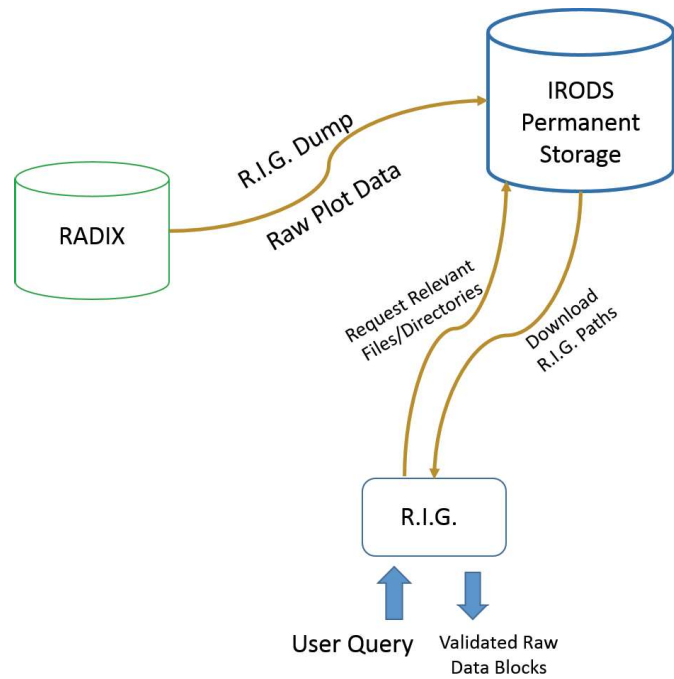 IRODS
Permanent
Storage
R.I.G. Dump
Raw Plot Data
RADIX
Request Relevant
Files/Directories
Download
R.I.G. Paths
R.I.G.
User Query
Validated Raw
Data Blocks